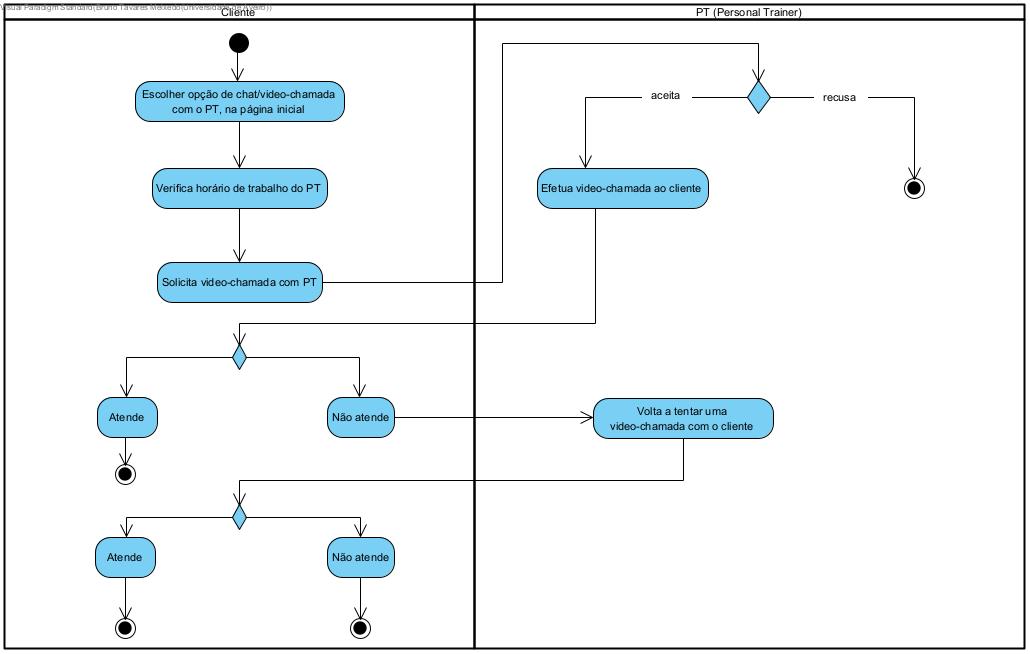 Visual Paradigm Standard(Bruno Tavares Meixedo(Universidade de Aveiro))
Cliente
PT (Personal Trainer)
Escolher opção de chat/video-chamada
com o PT, na página inicial
aceita
recusa
Verifica horário de trabalho do PT
Efetua video-chamada ao cliente
Solicita video-chamada com PT
Atende
Não atende
Volta a tentar uma
video-chamada com o cliente
Atende
Não atende